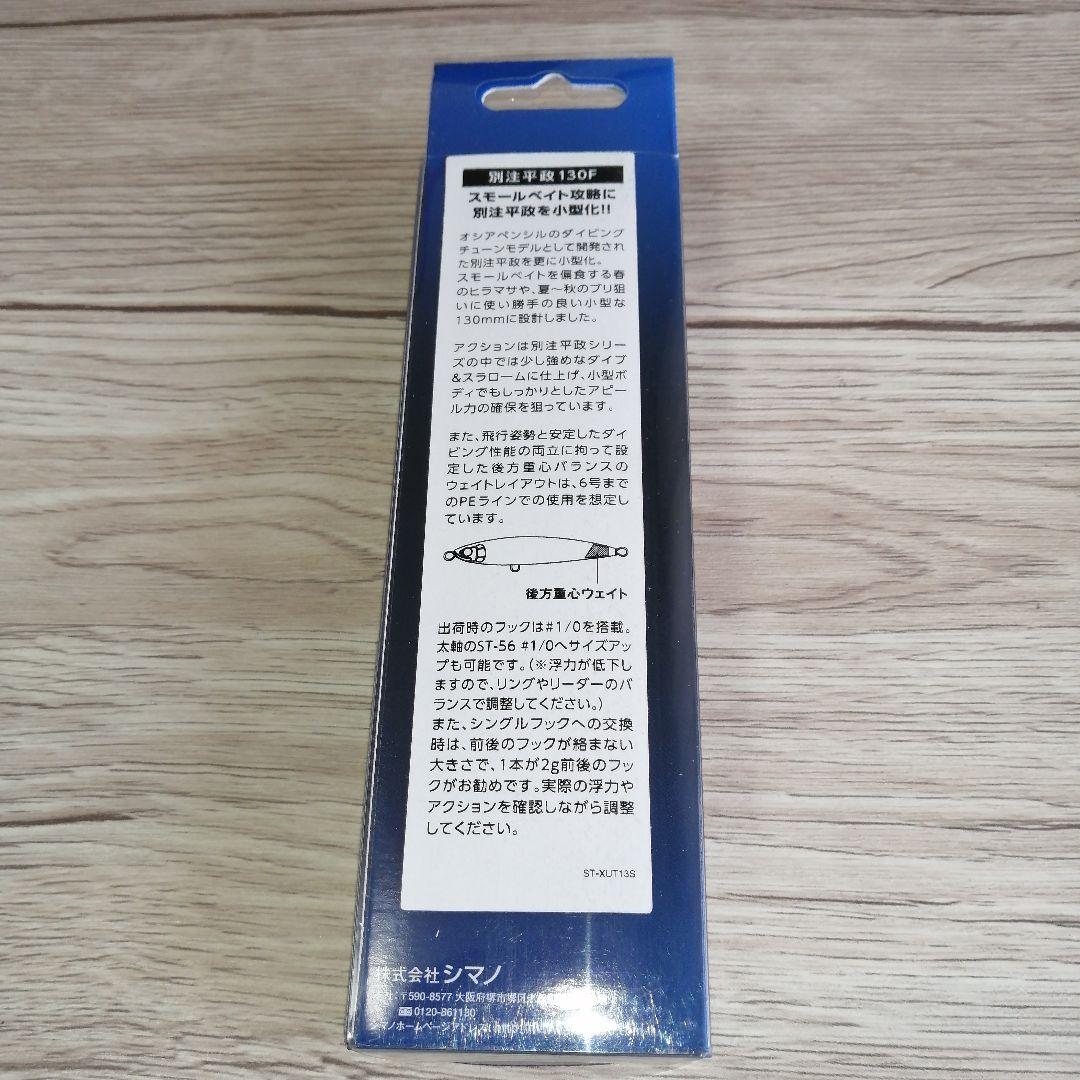 別注平政130F
スモールベイト攻略に
別注平政を小型化!!
オシアペンシルのダイビング
チューンモデルとして開発され
た別注平政を更に小型化。
スモールベイトを偏食する春
のヒラマサや、夏～秋のブリ狙
いに使い勝手の良い小型な
130mmに設計しました。
アクションは別注平政シリー
ズの中では少し強めなダイブ
&スラロームに仕上げ、小型ボ
ディでもしっかりとしたアピー
ル力の確保を狙っています。
また、飛行姿勢と安定したダイ
ビング性能の両立に拘って設
定した後方重心バランスの
ウェイトレイアウトは、6号まで
のPEラインでの使用を想定し
ています。
後方重心ウェイト
出荷時のフックは#1/0を搭載。
太軸のST-56 #1/0へサイズアッ
プも可能です。(※浮力が低下し
ますので、リングやリーダーのバ
ランスで調整してください。)
また、シングルフックへの交換
時は、前後のフックが絡まない
大きさで、1本が2g前後のフッ
クがお勧めです。実際の浮力や
アクションを確認しながら調整
してください。
ST-XUT13S
株式会社シマノ
〒590-8577 大阪府堺市堺区
0120-861130
マノホームページアドレス